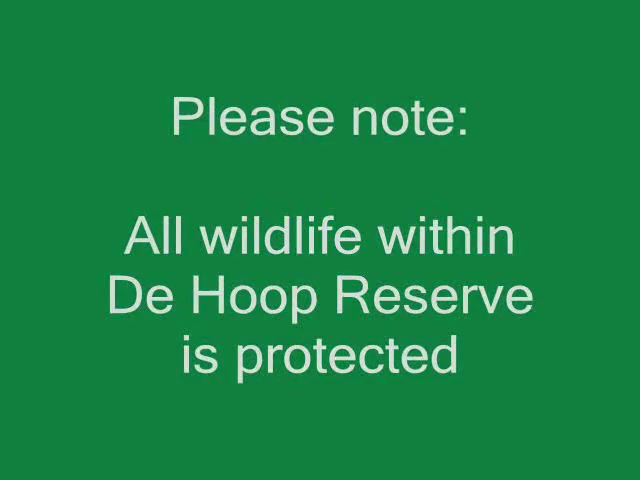 Please note:
All wildlife within
De Hoop Reserve
is protected